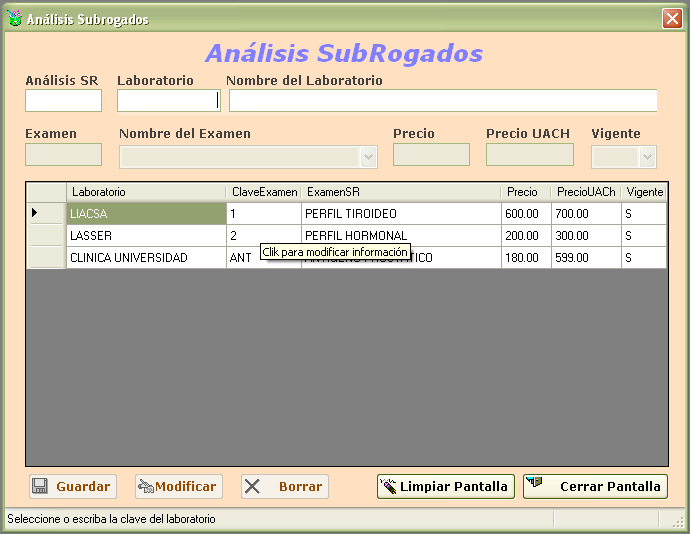 Análisis Subrogados
Análisis SubRogados
Análisis SR Laboratorio Nombre del Laboratorio
Examen Nombre del Examen Precio Precio UACH Vigente
Laboratorio ClaveExamen ExamenSR Precio PrecioUACh Vigente
LIACSA 1 PERFIL TIROIDEO 600.00 700.00 S
LASSER 2 PERFIL HORMONAL 200.00 300.00 S
Clik para modificar información
CLINICA UNIVERSIDAD ANT 180.00 599.00 S
Guardar Modificar Borrar Limpiar Pantalla Cerrar Pantalla
Seleccione o escriba la clave del laboratorio